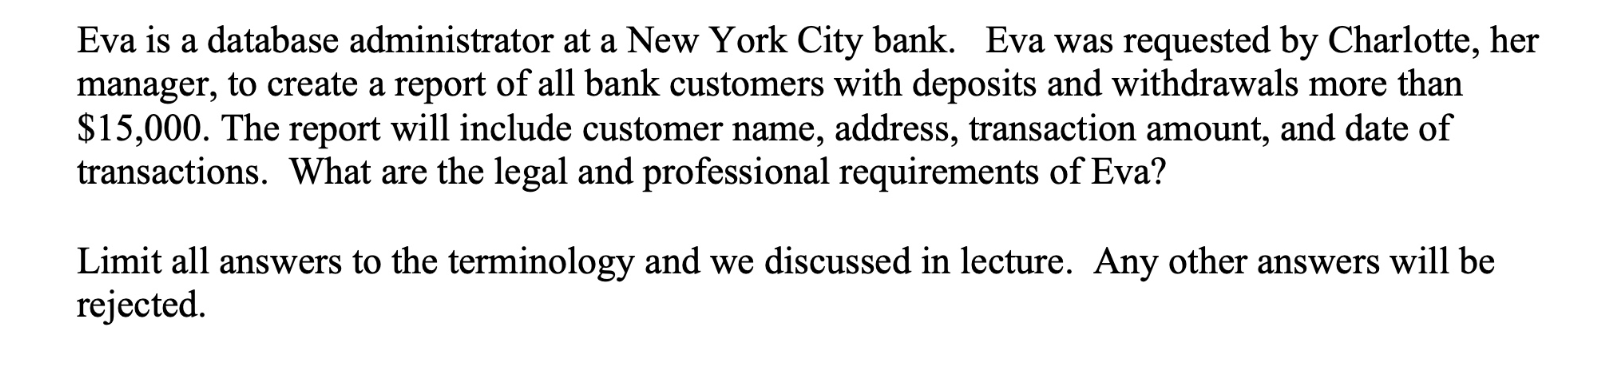 Eva is a database administrator at a New York City bank.   Eva was requested by Charlotte, her
manager, to create a report of all bank customers with deposits and withdrawals more than
$15,000. The report will include customer name, address, transaction amount, and date of
transactions.  What are the legal and professional requirements of Eva?
Limit all answers to the terminology and we discussed in lecture.  Any other answers will be
rejected.